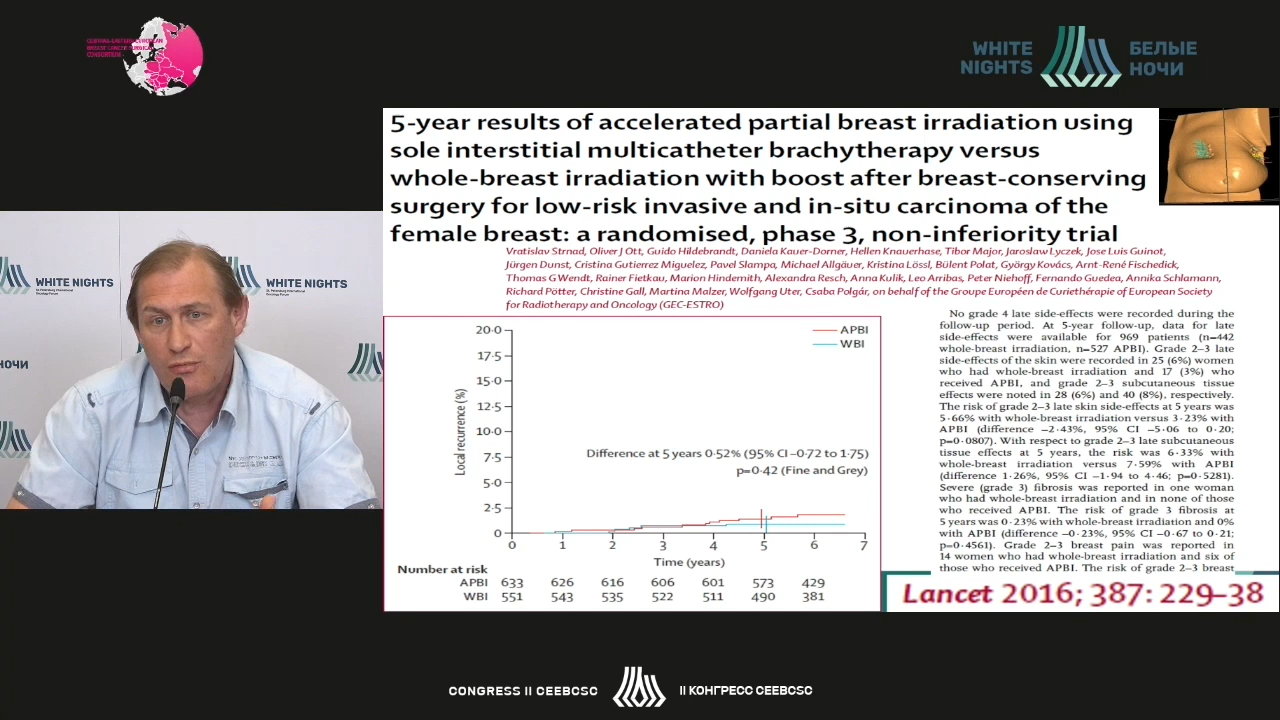 CENTRAL-EASTERN EUROPEAN
BREAST CANCER SURGICAL
CONSORTIUM
WHITE
NIGHTS
БЕЛЫЕ
НОЧИ
5-year results of accelerated partial breast irradiation using
sole interstitial multicatheter brachytherapy versus
whole-breast irradiation with boost after breast-conserving
surgery for low-risk invasive and in-situ carcinoma of the
female breast: a randomised, phase 3, non-inferiority trial
Vratislav Strnad, Oliver J Ott, Guido Hildebrandt, Daniela Kauer-Dorner, Hellen Knauerhase, Tibor Major, Jaroslaw Lyczek, Jose Luis Guinot,
Jürgen Dunst, Cristina Gutierrez Miguelez, Pavel Slampa, Michael Allgäuer, Kristina Lössl, Bülent Polat, György Kovács, Arnt-René Fischedick,
Thomas G Wendt, Rainer Fietkau, Marion Hindemith, Alexandra Resch, Anna Kulik, Leo Arribas, Peter Niehoff, Fernando Guedea, Annika Schlamann,
Richard Pötter, Christine Gall, Martina Malzer, Wolfgang Uter, Csaba Polgár, on behalf of the Groupe Européen de Curiethérapie of European Society
for Radiotherapy and Oncology (GEC-ESTRO)
20·0
17·5
15·0
12·5
10·0
7·5
5·0
2·5
0
Local recurrence (%)
APBI
WBI
Difference at 5 years 0·52% (95% CI –0·72 to 1·75)
p=0·42 (Fine and Grey)
0 1 2 3 4 5 6 7
Time (years)
Number at risk
APBI 633 626 616 606 601 573 429
WBI 551 543 535 522 511 490 381
No grade 4 late side-effects were recorded during the
follow-up period. At 5-year follow-up, data for late
side-effects were available for 969 patients (n=442
whole-breast irradiation, n=527 APBI). Grade 2–3 late
side-effects of the skin were recorded in 25 (6%) women
who had whole-breast irradiation and 17 (3%) who
received APBI, and grade 2–3 subcutaneous tissue
effects were noted in 28 (6%) and 40 (8%), respectively.
The risk of grade 2–3 late skin side-effects at 5 years was
5·66% with whole-breast irradiation versus 3·23% with
APBI (difference –2·43%, 95% CI –5·06 to 0·20;
p=0·0807). With respect to grade 2–3 late subcutaneous
tissue effects at 5 years, the risk was 6·33% with
whole-breast irradiation versus 7·59% with APBI
(difference 1·26%, 95% CI –1·94 to 4·46; p=0·5281).
Severe (grade 3) fibrosis was reported in one woman
who had whole-breast irradiation and in none of those
who received APBI. The risk of grade 3 fibrosis at
5 years was 0·23% with whole-breast irradiation and 0%
with APBI (difference –0·23%, 95% CI –0·67 to 0·21;
p=0·4561). Grade 2–3 breast pain was reported in
14 women who had whole-breast irradiation and six of
those who received APBI. The risk of grade 2–3 breast
Lancet 2016; 387: 229–38
WHITE NIGHTS
WHITE NIGHTS
НОЧИ
CONGRESS II CEEBCSC
II КОНГРЕСС CEEBCSC